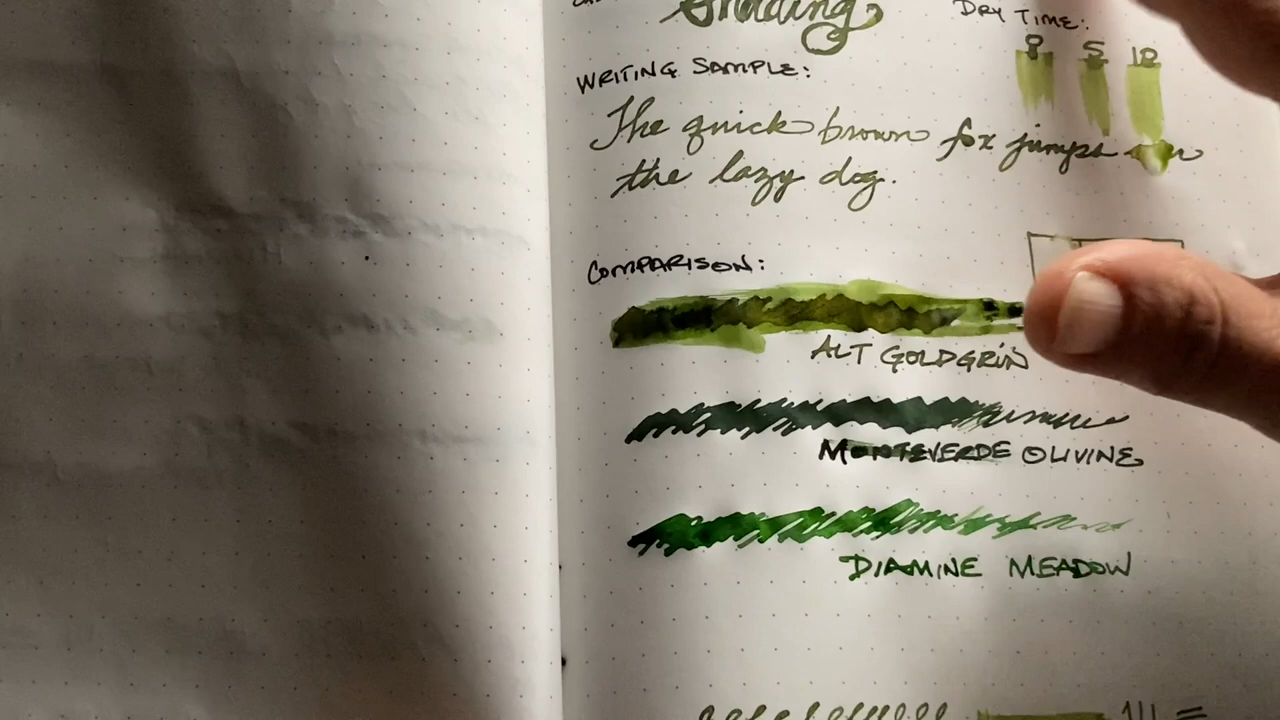 Shading
DRY TIME:
0 5 10
WRITING SAMPLE:
The quick brown fox jumps
the lazy dog.
COMPARISON:
ALT GOLDGRÜN
MONTEVERDE OLIVINE
DIAMINE MEADOW